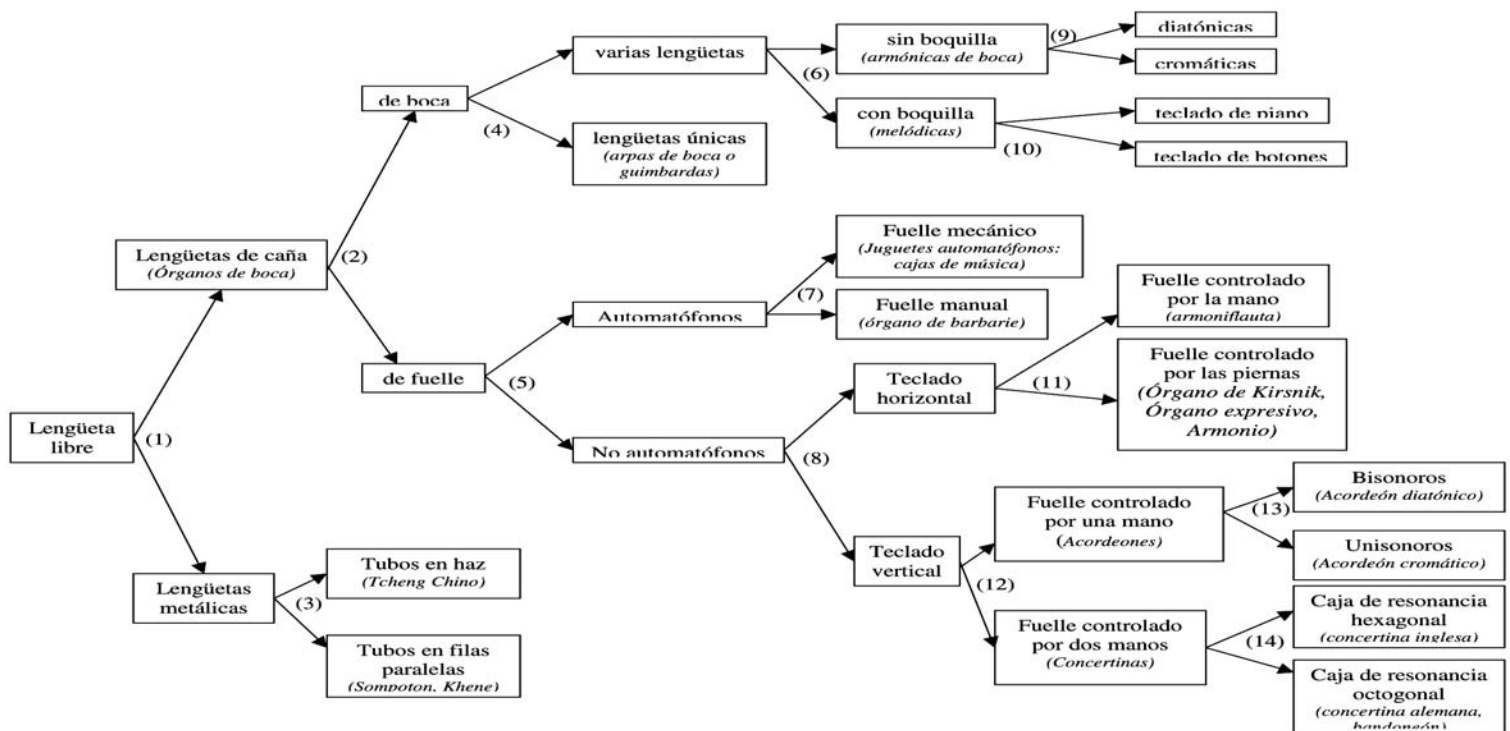 Lengüeta
libre
(1)
Lengüetas de caña
(Órganos de boca)
(2)
Lengüetas
metálicas
(3)
Tubos en haz
(Tcheng Chino)
Tubos en filas
paralelas
(Sompoton, Khene)
de boca
(4)
de fuelle
(5)
varias lengüetas
(6)
lengüetas únicas
(arpas de boca o
guimbardas)
sin boquilla
(armónicas de boca)
(9)
diatónicas
cromáticas
con boquilla
(melódicas)
(10)
teclado de piano
teclado de botones
Automatófonos
(7)
Fuelle mecánico
(Juguetes automatófonos:
cajas de música)
Fuelle manual
(órgano de barbarie)
No automatófonos
(8)
Teclado
horizontal
(11)
Fuelle controlado
por la mano
(armoniflauta)
Fuelle controlado
por las piernas
(Órgano de Kirsnik,
Órgano expresivo,
Armonio)
Teclado
vertical
(12)
Fuelle controlado
por una mano
(Acordeones)
(13)
Bisonoros
(Acordeón diatónico)
Unisonoros
(Acordeón cromático)
Fuelle controlado
por dos manos
(Concertinas)
(14)
Caja de resonancia
hexagonal
(concertina inglesa)
Caja de resonancia
octogonal
(concertina alemana,
bandoneón)